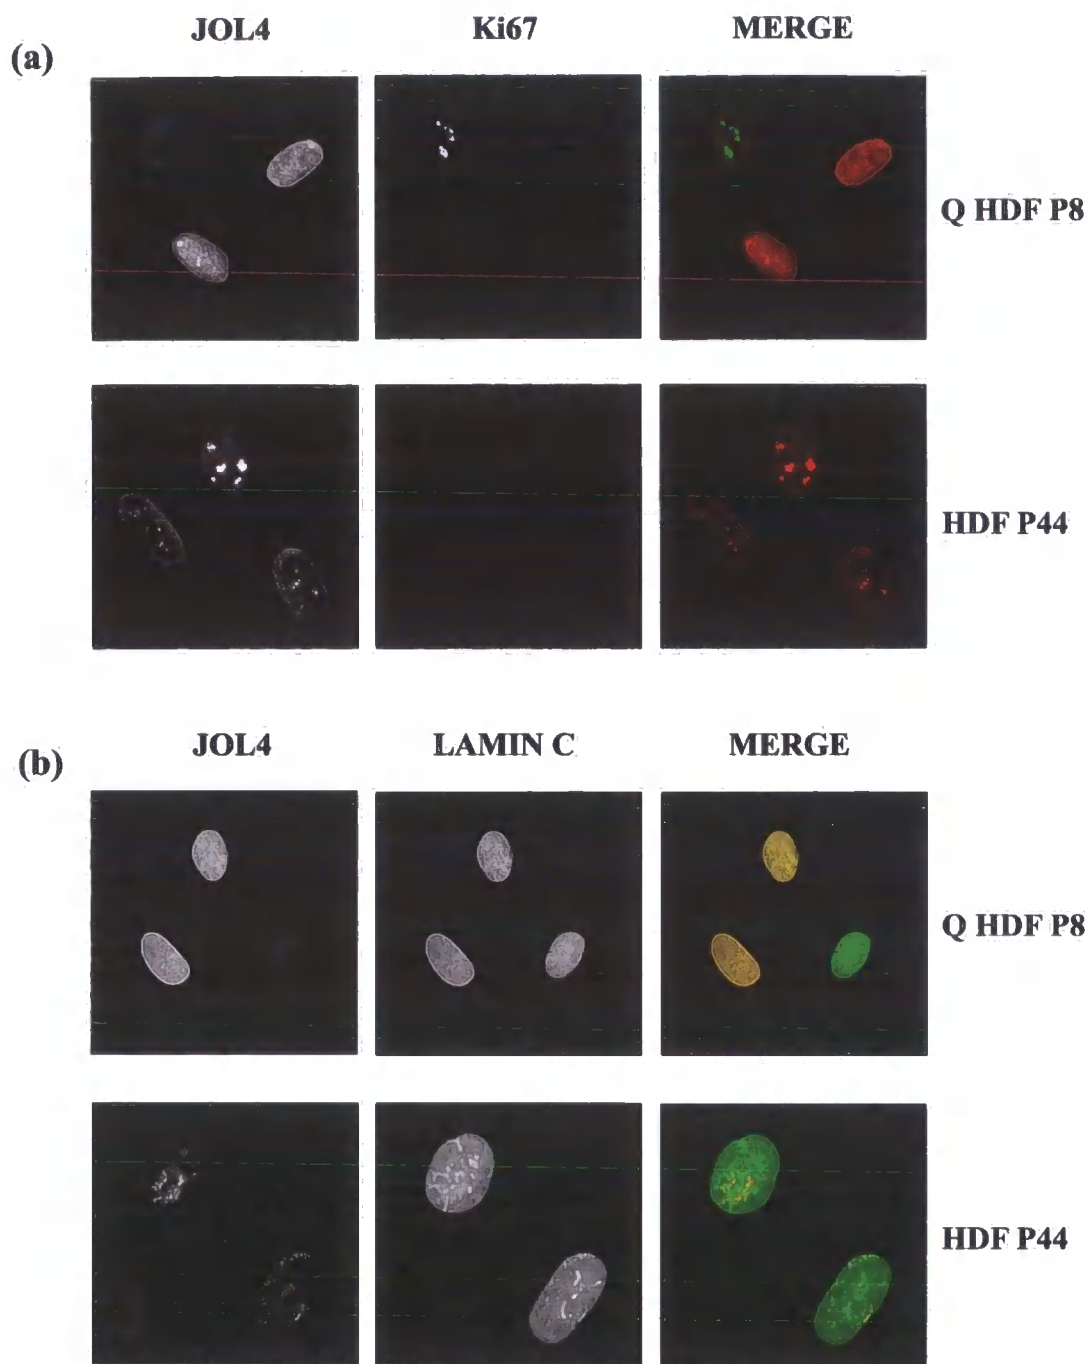 JOL4 Ki67 MERGE
(a)
Q HDF P8
HDF P44
JOL4 LAMIN C MERGE
(b)
Q HDF P8
HDF P44